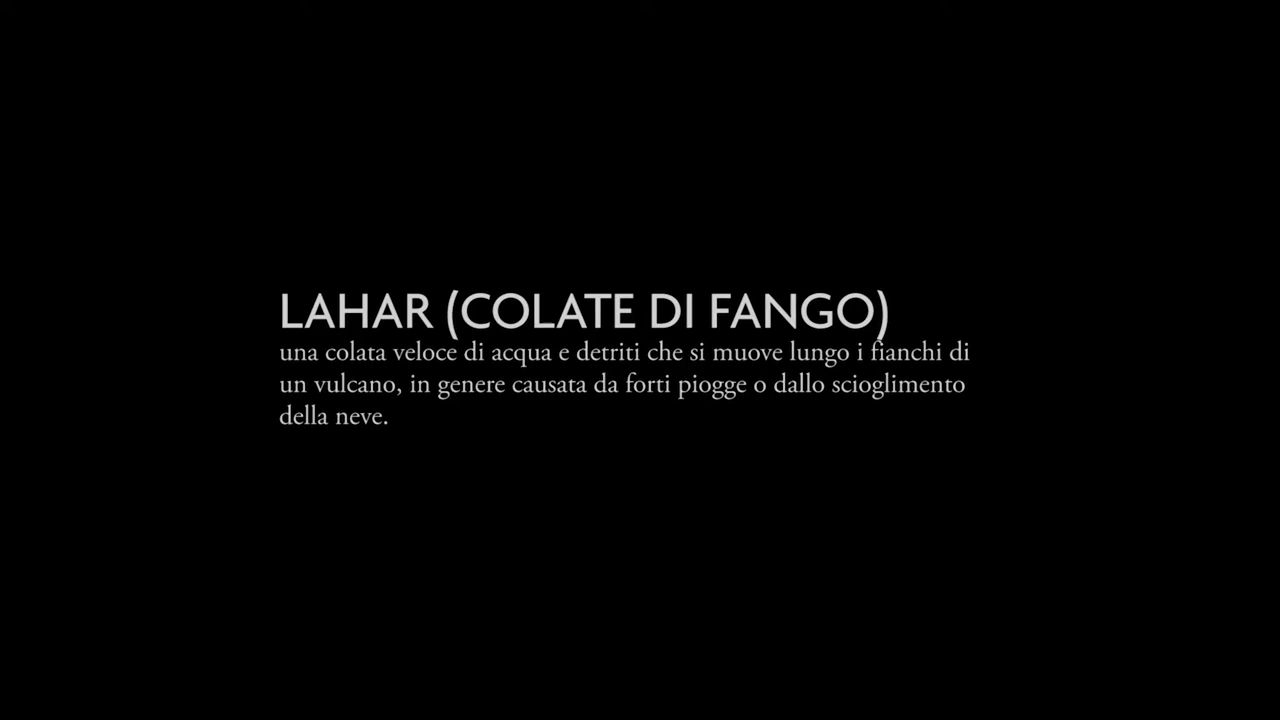 LAHAR (COLATE DI FANGO)
una colata veloce di acqua e detriti che si muove lungo i fianchi di
un vulcano, in genere causata da forti piogge o dallo scioglimento
della neve.